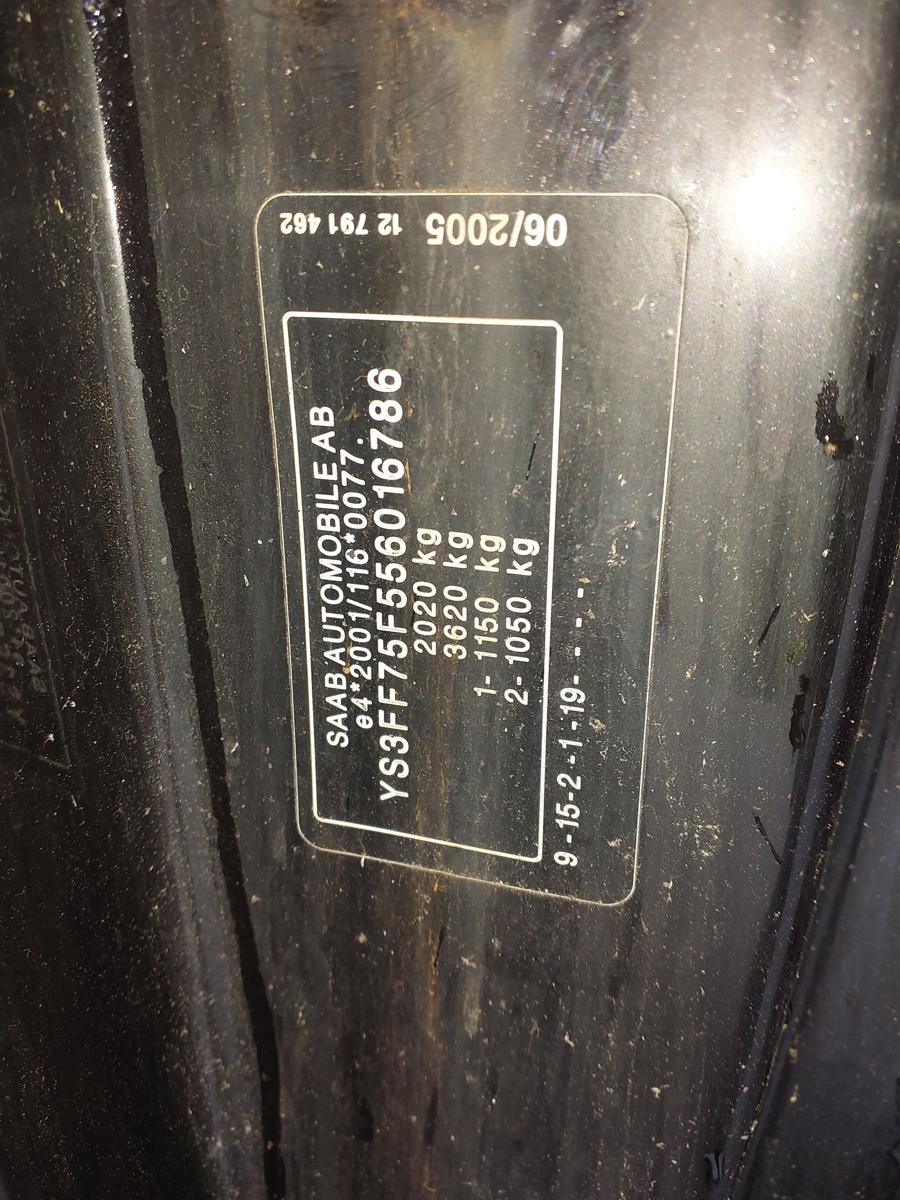 SAAB AUTOMOBILE AB
e4*2001/116*0077.
YS3FF75F556016786
2020 kg
3620 kg
1- 1150 kg
2- 1050 kg
9 -15-2 -1 -19- - - - -
12 791 462
06/2005